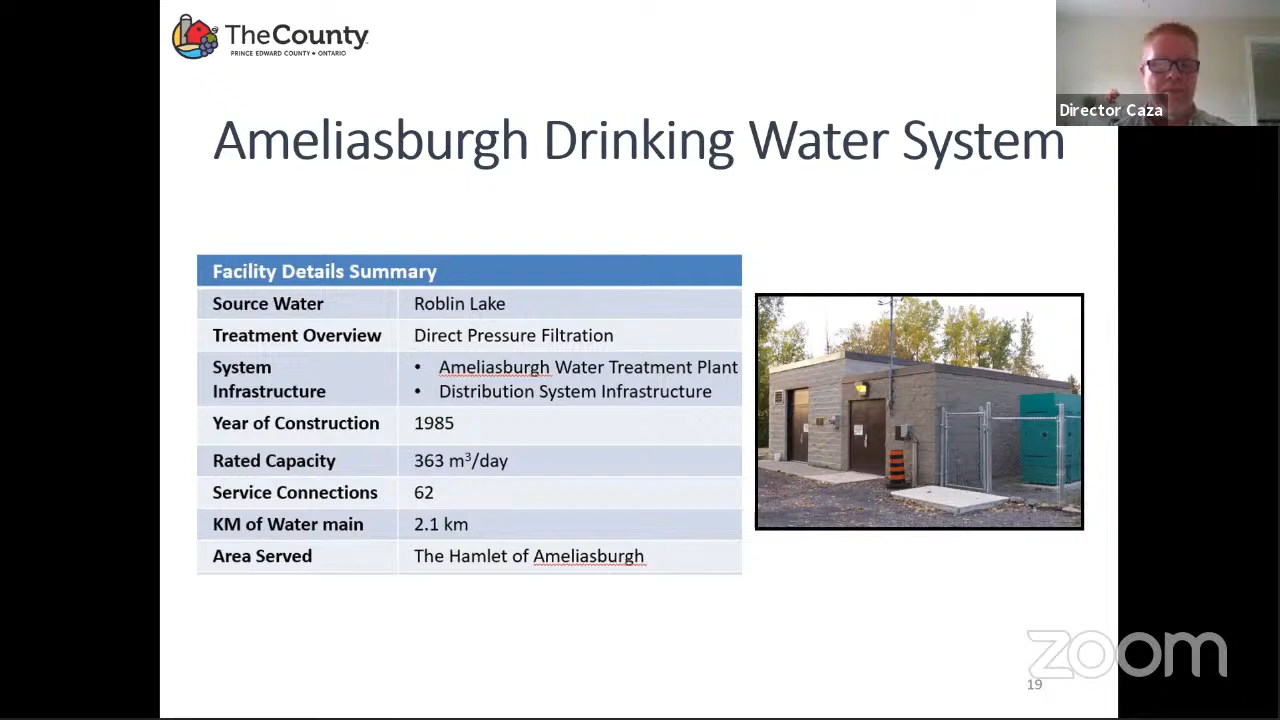 TheCounty
PRINCE EDWARD COUNTY • ONTARIO
Director Caza
Ameliasburgh Drinking Water System
Facility Details Summary
Source Water Roblin Lake
Treatment Overview Direct Pressure Filtration
System Infrastructure • Ameliasburgh Water Treatment Plant
• Distribution System Infrastructure
Year of Construction 1985
Rated Capacity 363 m³/day
Service Connections 62
KM of Water main 2.1 km
Area Served The Hamlet of Ameliasburgh
zoom
19